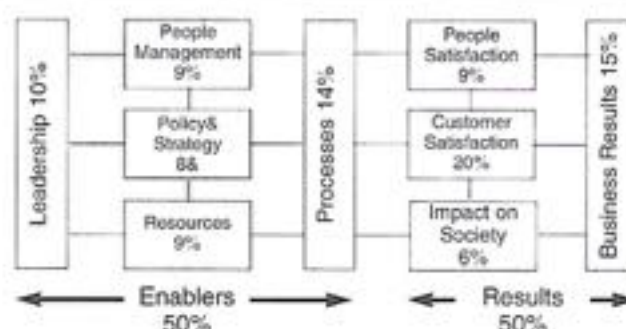 Leadership 10%
People
Management
9%
Policy&
Strategy
8&
Resources
9%
Processes 14%
People
Satisfaction
9%
Customer
Satisfaction
20%
Impact on
Society
6%
Business Results 15%
Enablers
50%
Results
50%